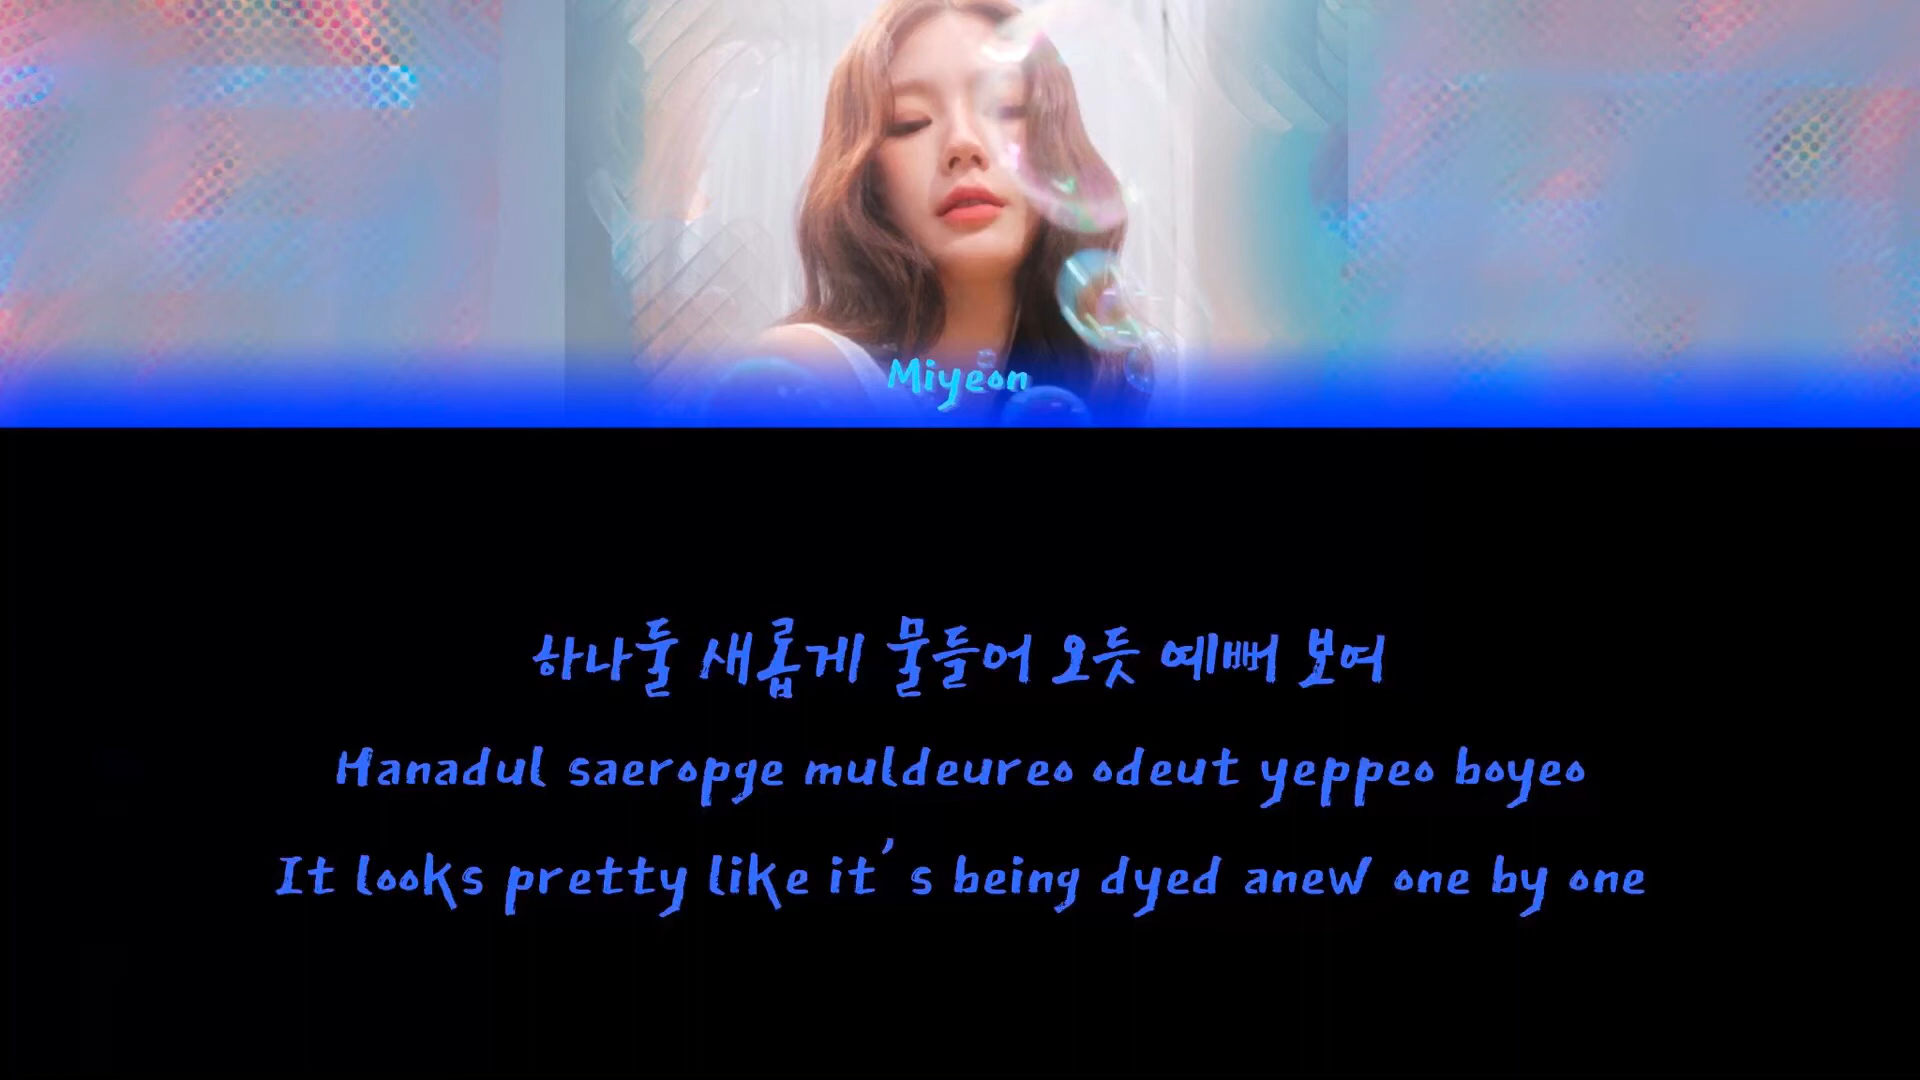 Miyeon
하나둘 새롭게 물들어 오듯 예뻐 보여
Hanadul saeropge muldeureo odeut yeppeo boyeo
It looks pretty like it's being dyed anew one by one